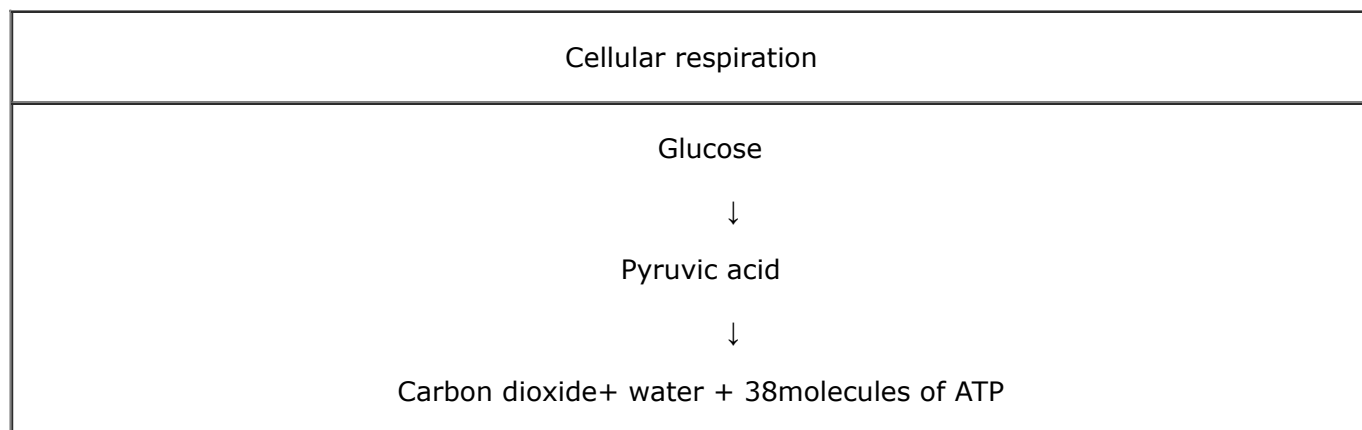 Cellular respiration
Glucose
↓
Pyruvic acid
↓
Carbon dioxide+ water + 38molecules of ATP